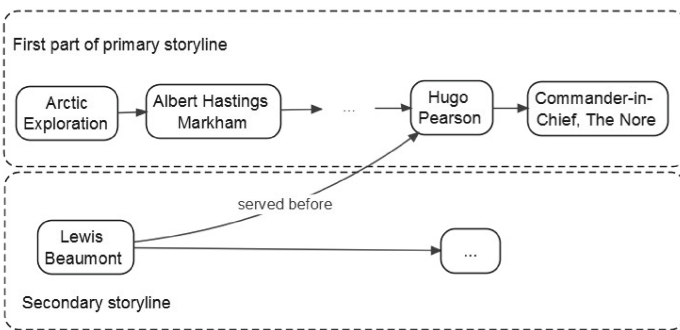 First part of primary storyline
Arctic
Exploration
Albert Hastings
Markham
...
Hugo
Pearson
Commander-in-
Chief, The Nore
served before
Lewis
Beaumont
...
Secondary storyline